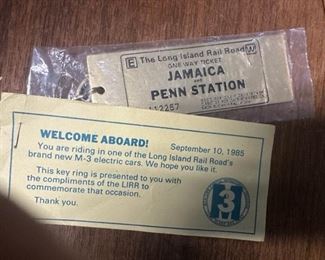 E The Long Island Rail Road W
ONE WAY TICKET
JAMAICA
and
PENN STATION
WELCOME ABOARD!
September 10, 1985
You are riding in one of the Long Island Rail Road's
brand new M-3 electric cars. We hope you like it.
This key ring is presented to you with
the compliments of the LIRR to
commemorate that occasion.
Thank you.
M
3